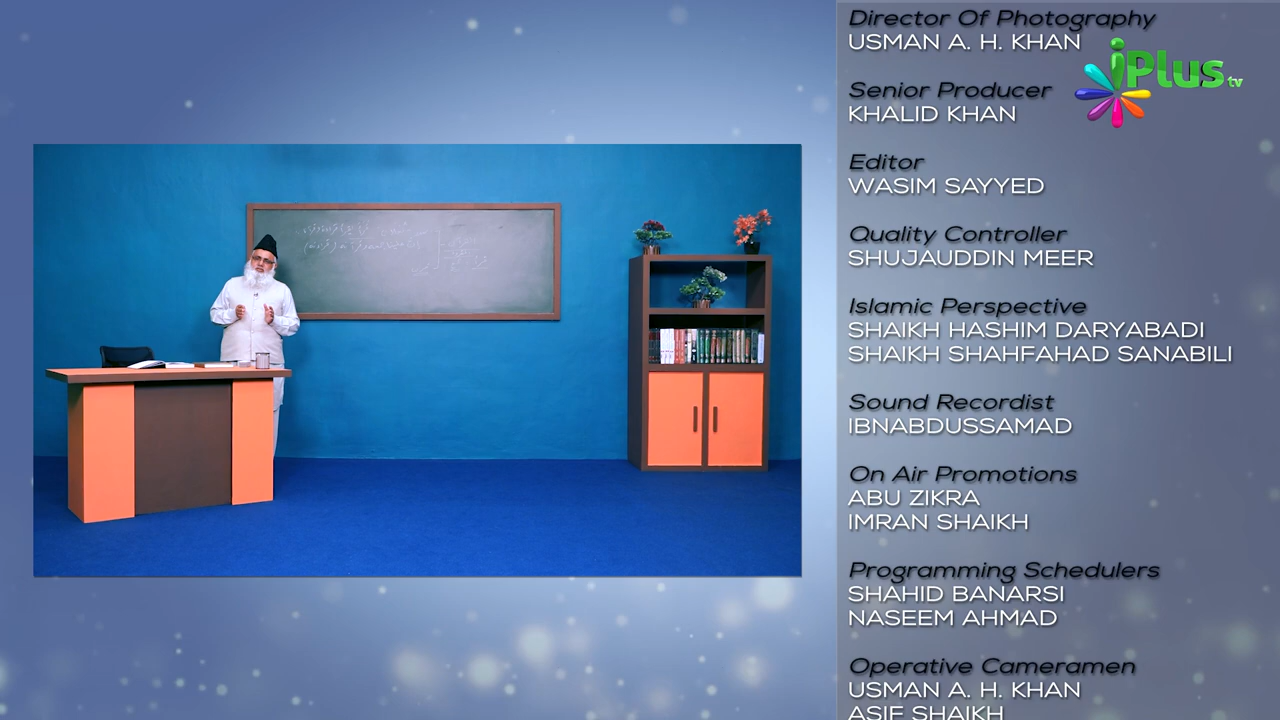 Director Of Photography
USMAN A. H. KHAN
iPlus tv
Senior Producer
KHALID KHAN
Editor
WASIM SAYYED
Quality Controller
SHUJAUDDIN MEER
Islamic Perspective
SHAIKH HASHIM DARYABADI
SHAIKH SHAHFAHAD SANABILI
Sound Recordist
IBNABDUSSAMAD
On Air Promotions
ABU ZIKRA
IMRAN SHAIKH
Programming Schedulers
SHAHID BANARSI
NASEEM AHMAD
Operative Cameramen
USMAN A. H. KHAN
ASIF SHAIKH